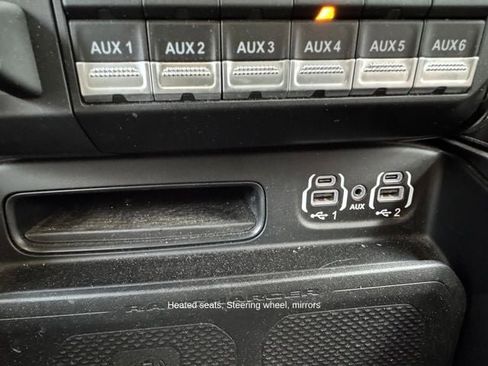 AUX 1 AUX 2 AUX 3 AUX 4 AUX 5 AUX 6
1 AUX 2
Heated seats, Steering wheel, mirrors